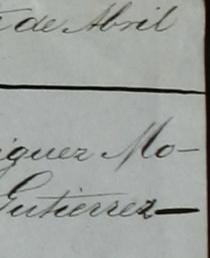 de Abril
iguez Mo-
Gutierrez-